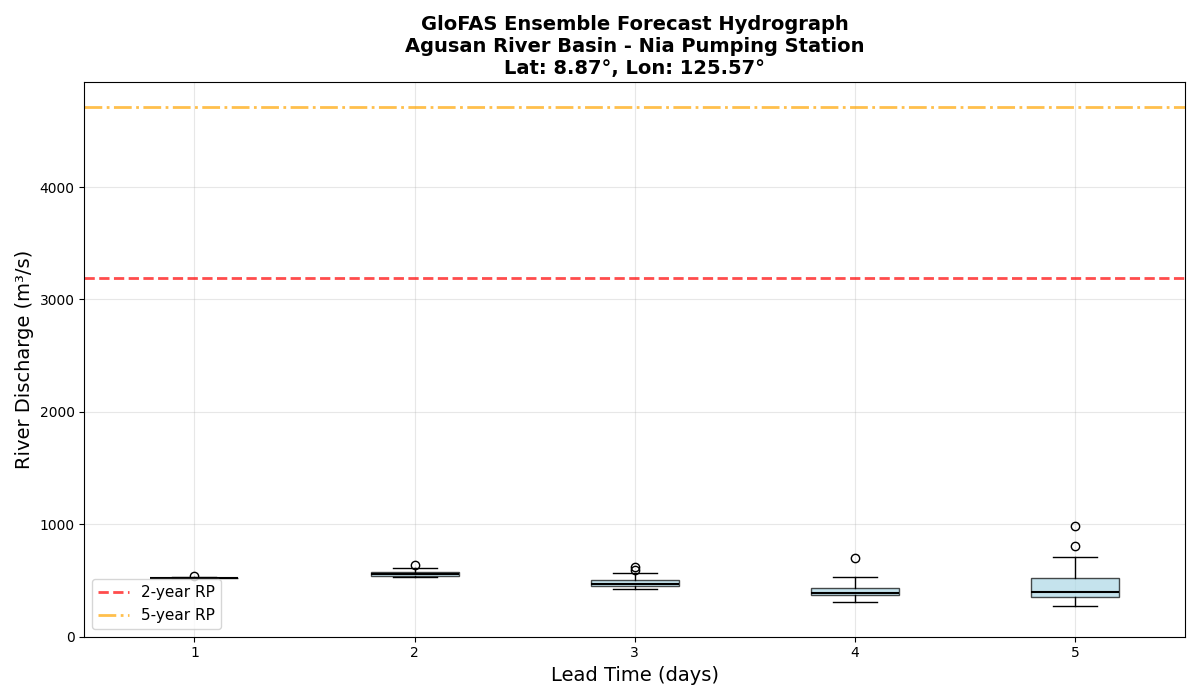 GloFAS Ensemble Forecast Hydrograph
Agusan River Basin - Nia Pumping Station
Lat: 8.87°, Lon: 125.57°
River Discharge (m³/s)
4000
3000
2000
1000
0
2-year RP
5-year RP
1 2 3 4 5
Lead Time (days)